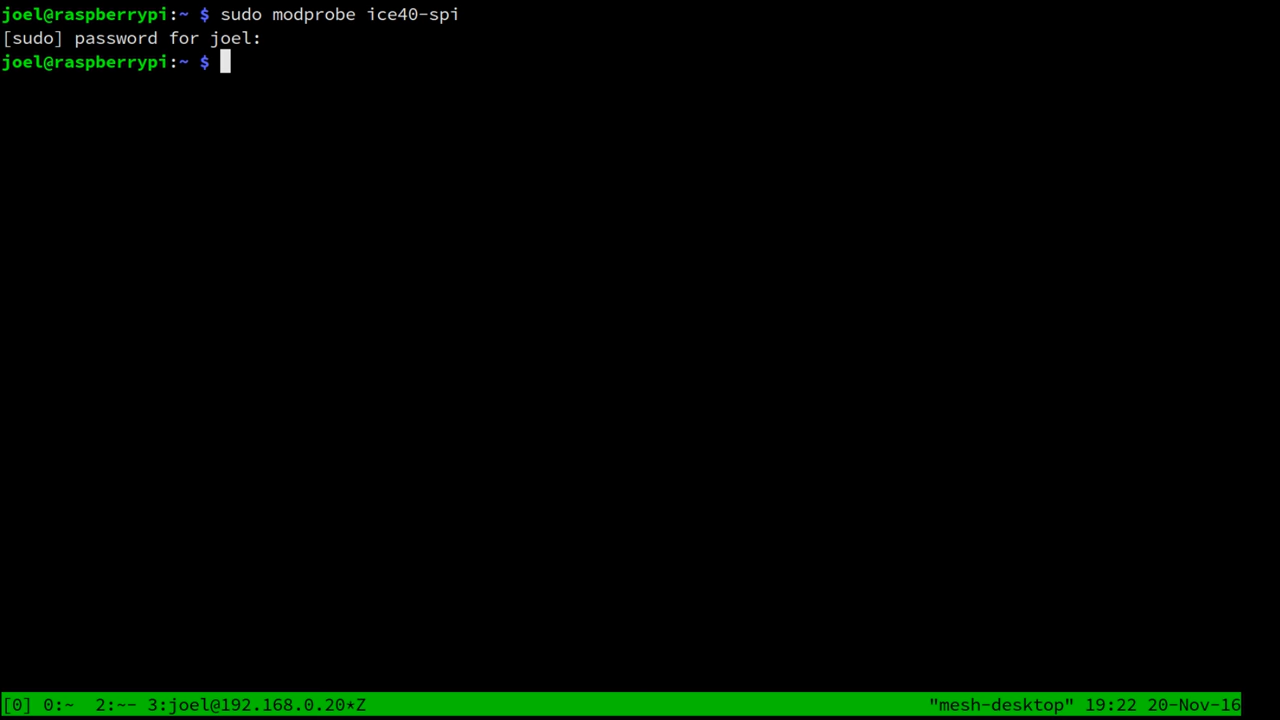 joel@raspberrypi:~ $ sudo modprobe ice40-spi
[sudo] password for joel:
joel@raspberrypi:~ $
[0] 0:~  2:~- 3:joel@192.168.0.20*Z "mesh-desktop" 19:22 20-Nov-16